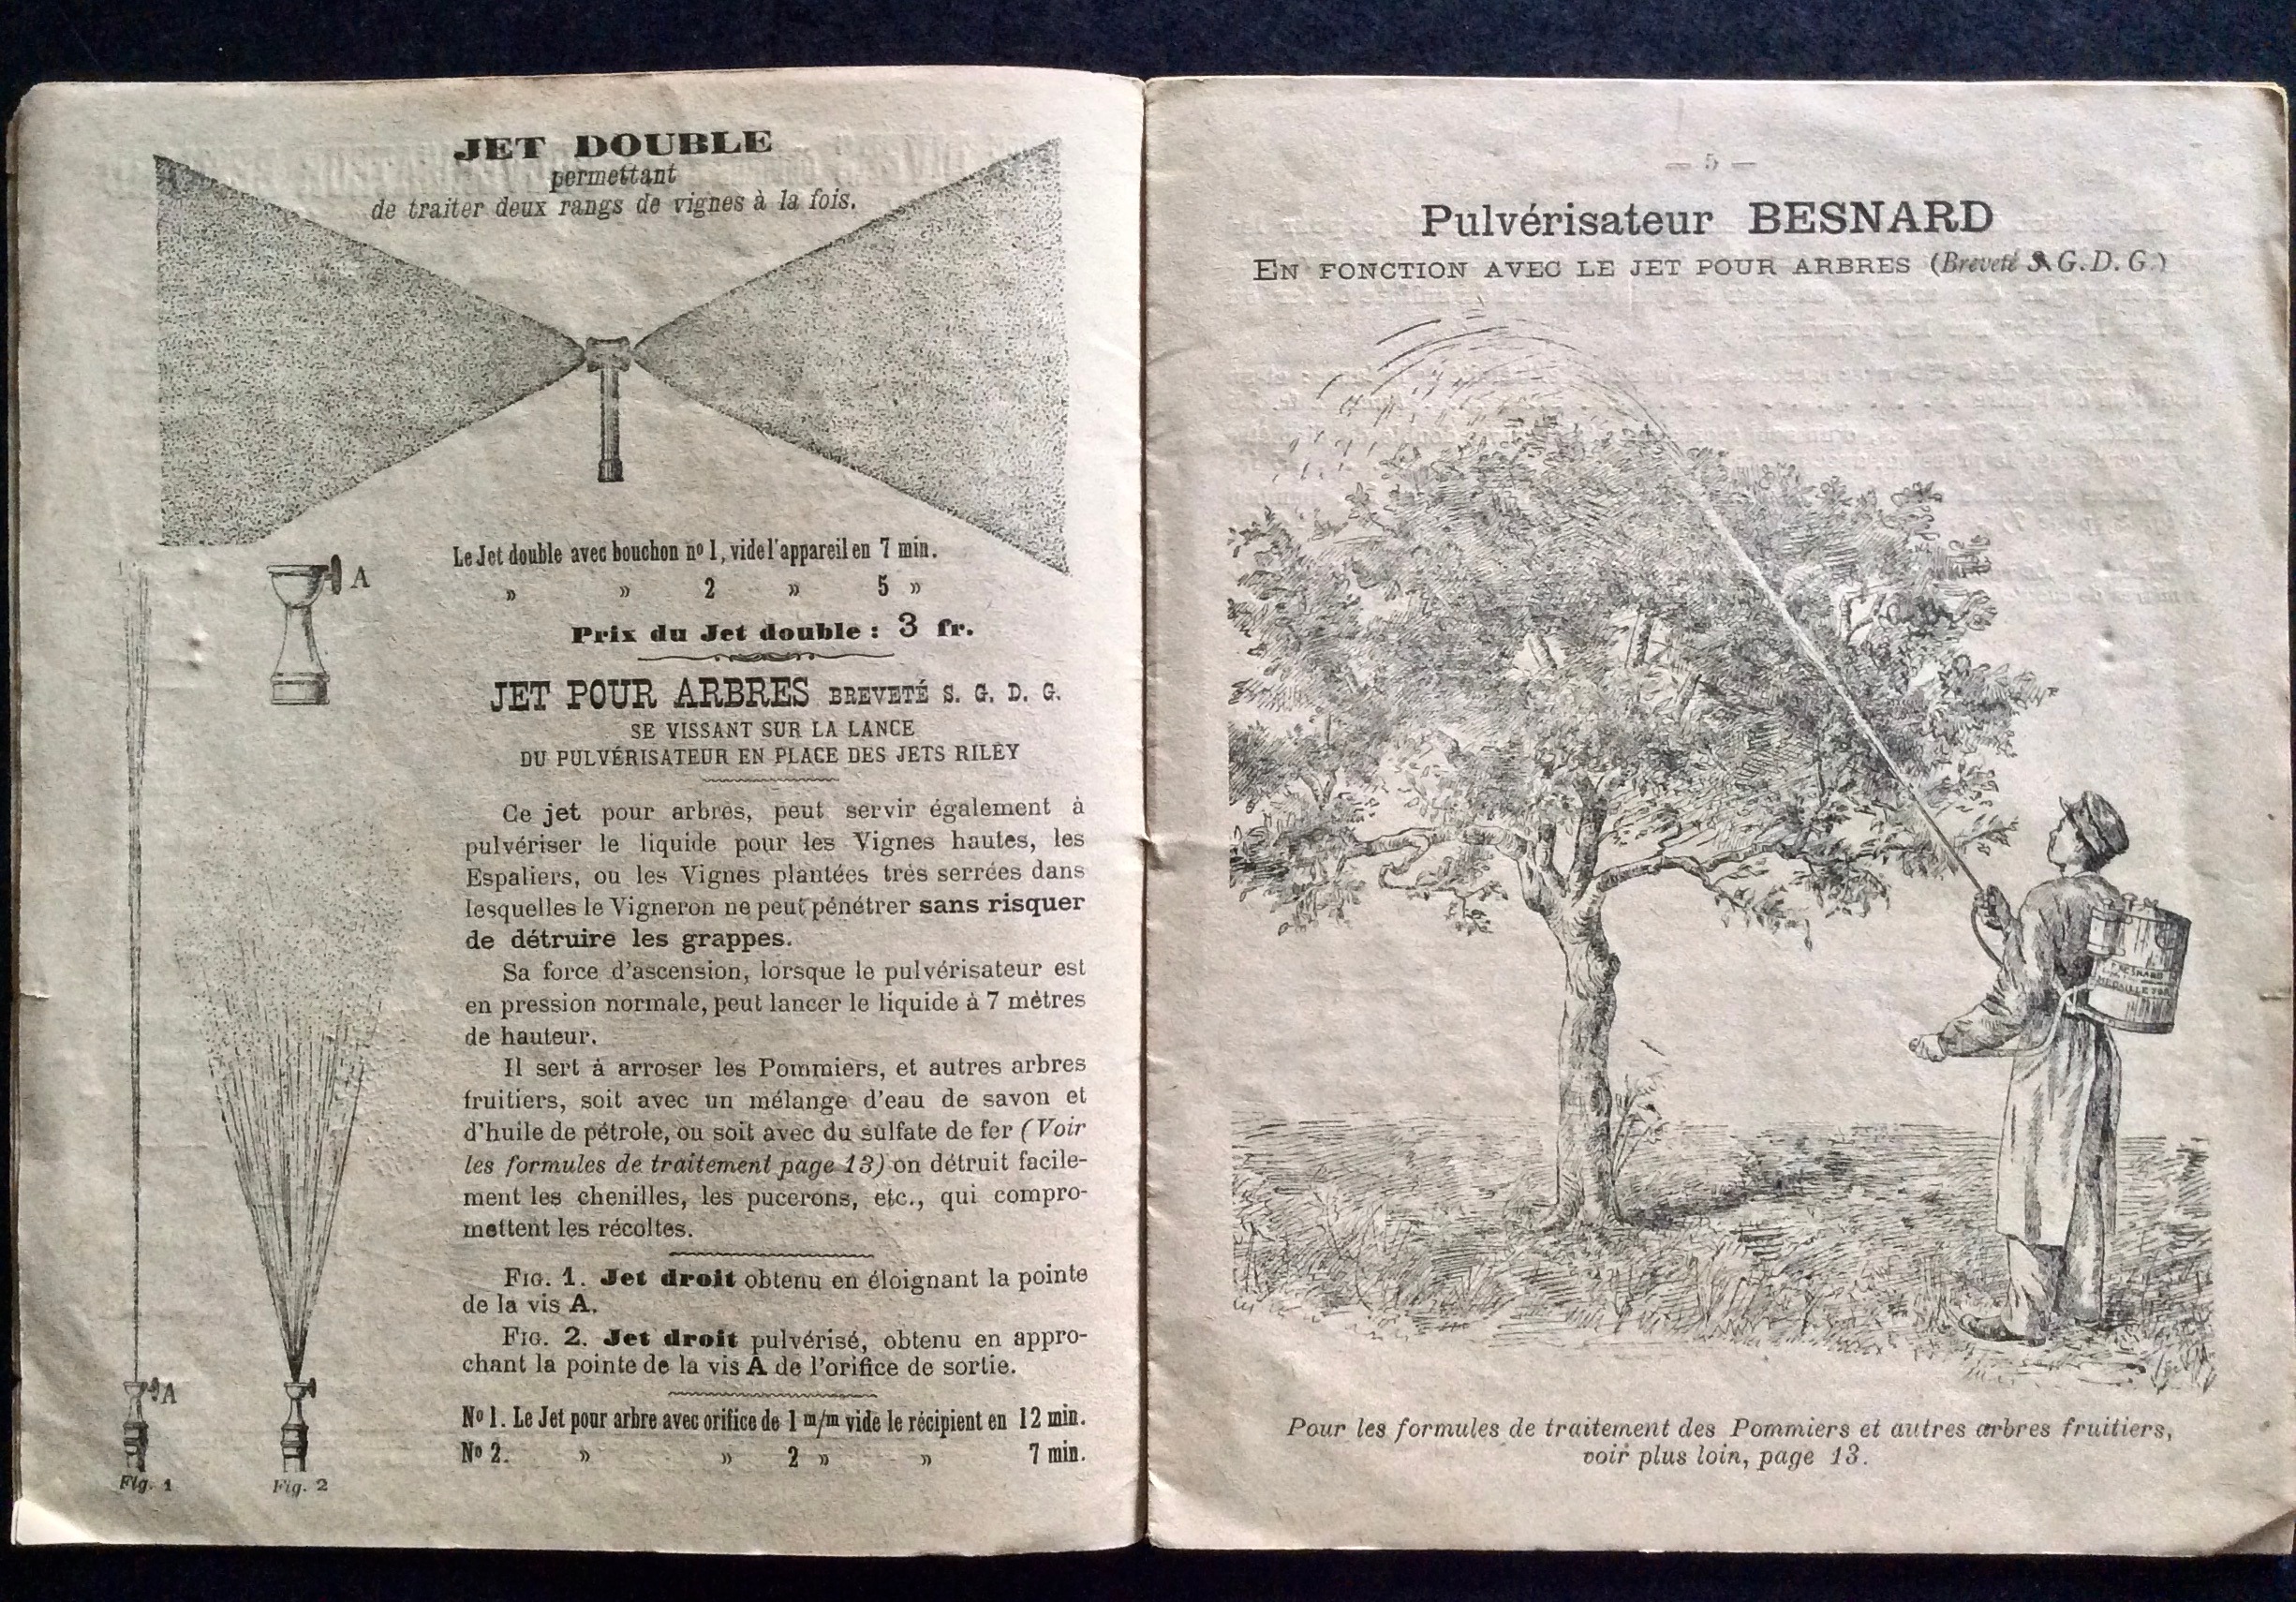 JET DOUBLE
permettant
de traiter deux rangs de vignes à la fois.
A
Le Jet double avec bouchon nº 1, vide l'appareil en 7 min.
» » 2 » 5 »
Prix du Jet double : 3 fr.
JET POUR ARBRES BREVETÉ S. G. D. G.
SE VISSANT SUR LA LANCE
DU PULVÉRISATEUR EN PLACE DES JETS RILEY
Ce jet pour arbres, peut servir également à
pulvériser le liquide pour les Vignes hautes, les
Espaliers, ou les Vignes plantées très serrées dans
lesquelles le Vigneron ne peut pénétrer sans risquer
de détruire les grappes.
Sa force d'ascension, lorsque le pulvérisateur est
en pression normale, peut lancer le liquide à 7 mètres
de hauteur.
Il sert à arroser les Pommiers, et autres arbres
fruitiers, soit avec un mélange d'eau de savon et
d'huile de pétrole, ou soit avec du sulfate de fer (Voir
les formules de traitement page 13) on détruit facile-
ment les chenilles, les pucerons, etc., qui compro-
mettent les récoltes.
FIG. 1. Jet droit obtenu en éloignant la pointe
de la vis A.
FIG. 2. Jet droit pulvérisé, obtenu en appro-
chant la pointe de la vis A de l'orifice de sortie.
Nº 1. Le Jet pour arbre avec orifice de 1 m/m vide le récipient en 12 min.
Nº 2. » » 2 » » 7 min.
A
Fig. 1
Fig. 2
— 5 —
Pulvérisateur BESNARD
EN FONCTION AVEC LE JET POUR ARBRES (Breveté S. G. D. G.)
BESNARD
MEDAILLE
Pour les formules de traitement des Pommiers et autres arbres fruitiers,
voir plus loin, page 13.